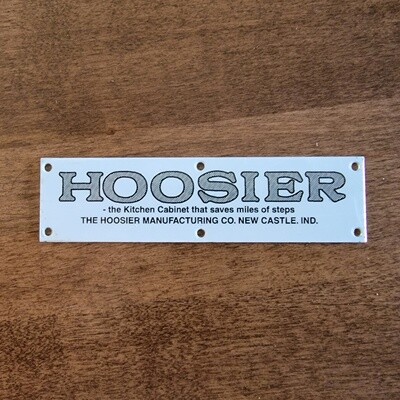 HOOSIER
- the Kitchen Cabinet that saves miles of steps
THE HOOSIER MANUFACTURING CO. NEW CASTLE. IND.